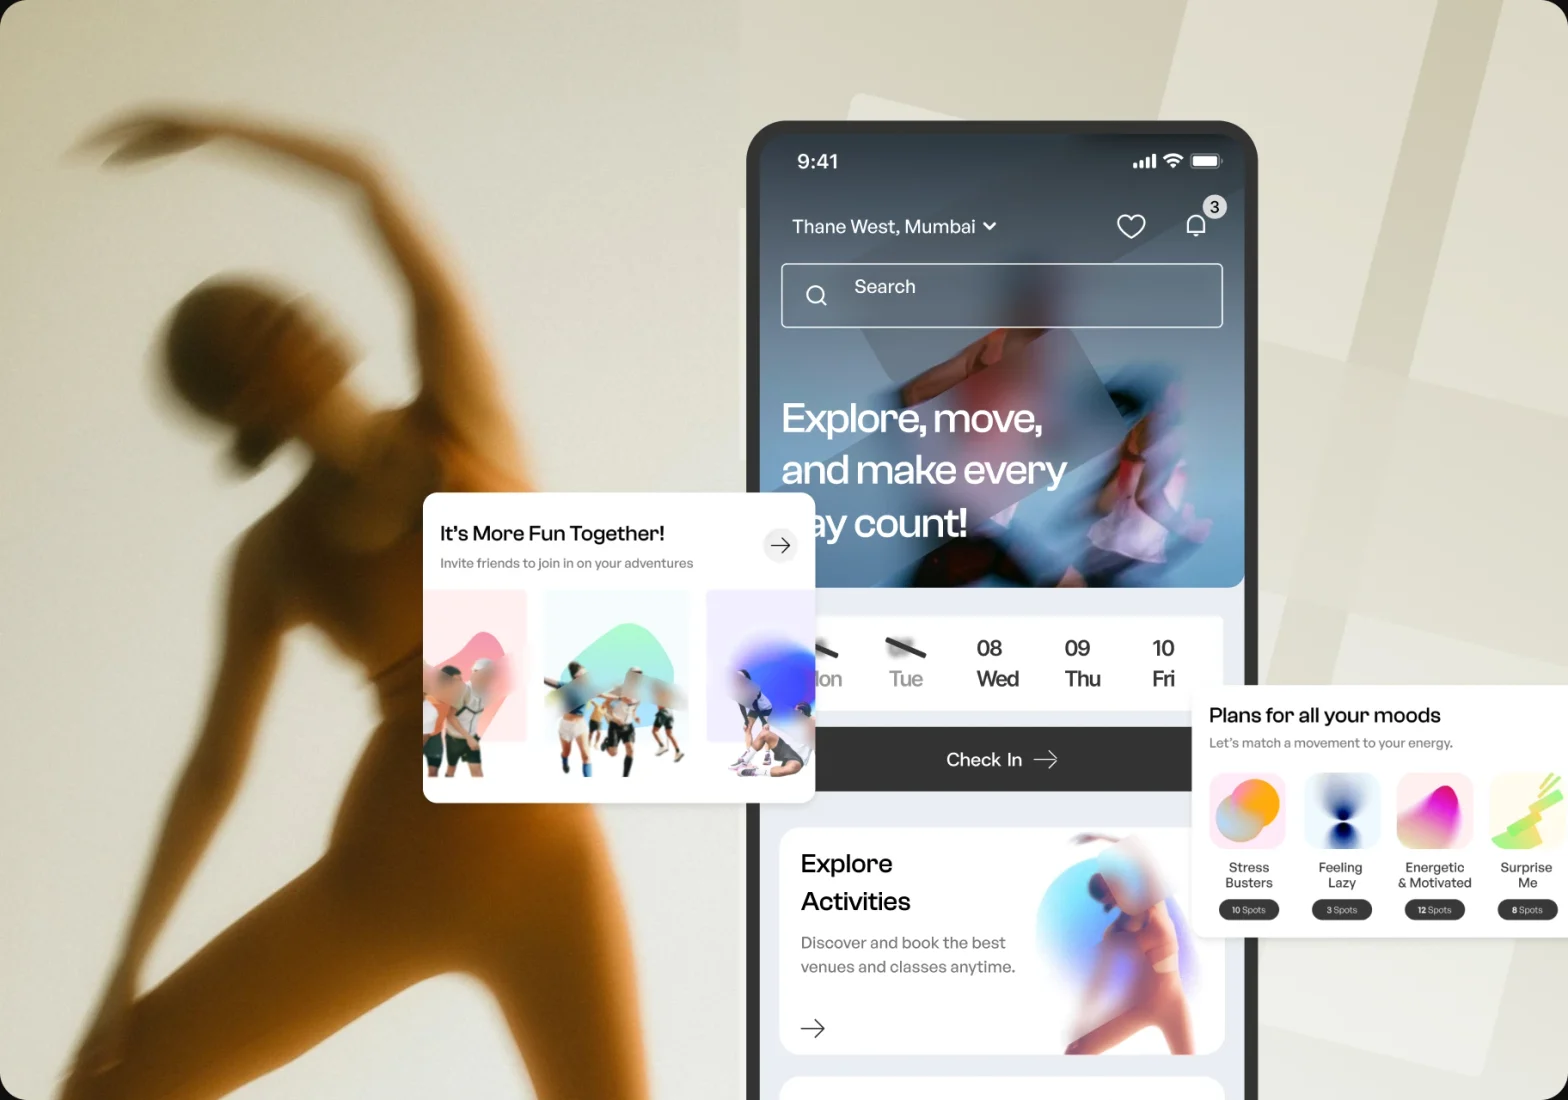 9:41
3
Thane West, Mumbai
Search
Explore, move,
and make every
ay count!
It's More Fun Together!
Invite friends to join in on your adventures
08
09
10
Tue
Wed
Thu
Fri
Check In
Plans for all your moods
Let's match a movement to your energy.
Stress
Busters
10 Spots
Feeling
Lazy
3 Spots
Energetic
& Motivated
12 Spots
Surprise
Me
8 Spots
Explore
Activities
Discover and book the best
venues and classes anytime.